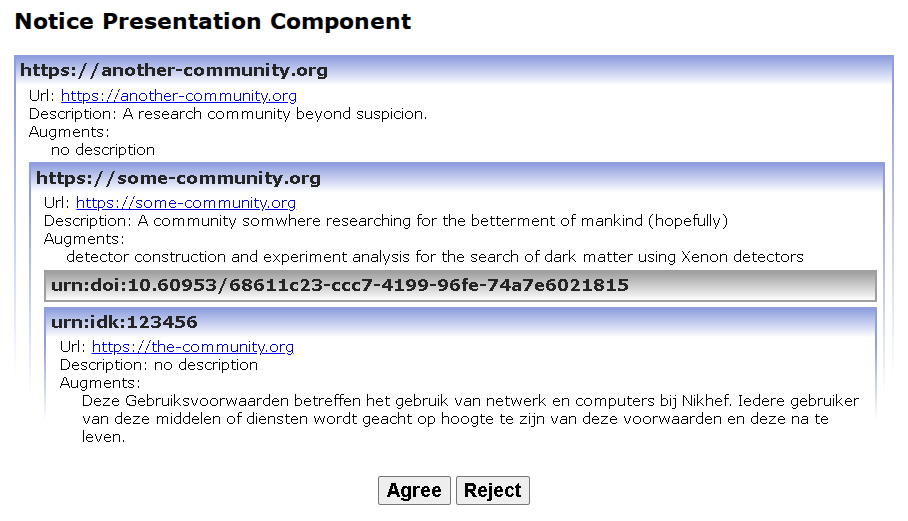 Notice Presentation Component
https://another-community.org
Url: https://another-community.org
Description: A research community beyond suspicion.
Augments:
no description
https://some-community.org
Url: https://some-community.org
Description: A community somwhere researching for the betterment of mankind (hopefully)
Augments:
detector construction and experiment analysis for the search of dark matter using Xenon detectors
urn:doi:10.60953/68611c23-ccc7-4199-96fe-74a7e6021815
urn:idk:123456
Url: https://the-community.org
Description: no description
Augments:
Deze Gebruiksvoorwaarden betreffen het gebruik van netwerk en computers bij Nikhef. Iedere gebruiker
van deze middelen of diensten wordt geacht op hoogte te zijn van deze voorwaarden en deze na te
leven.
Agree Reject